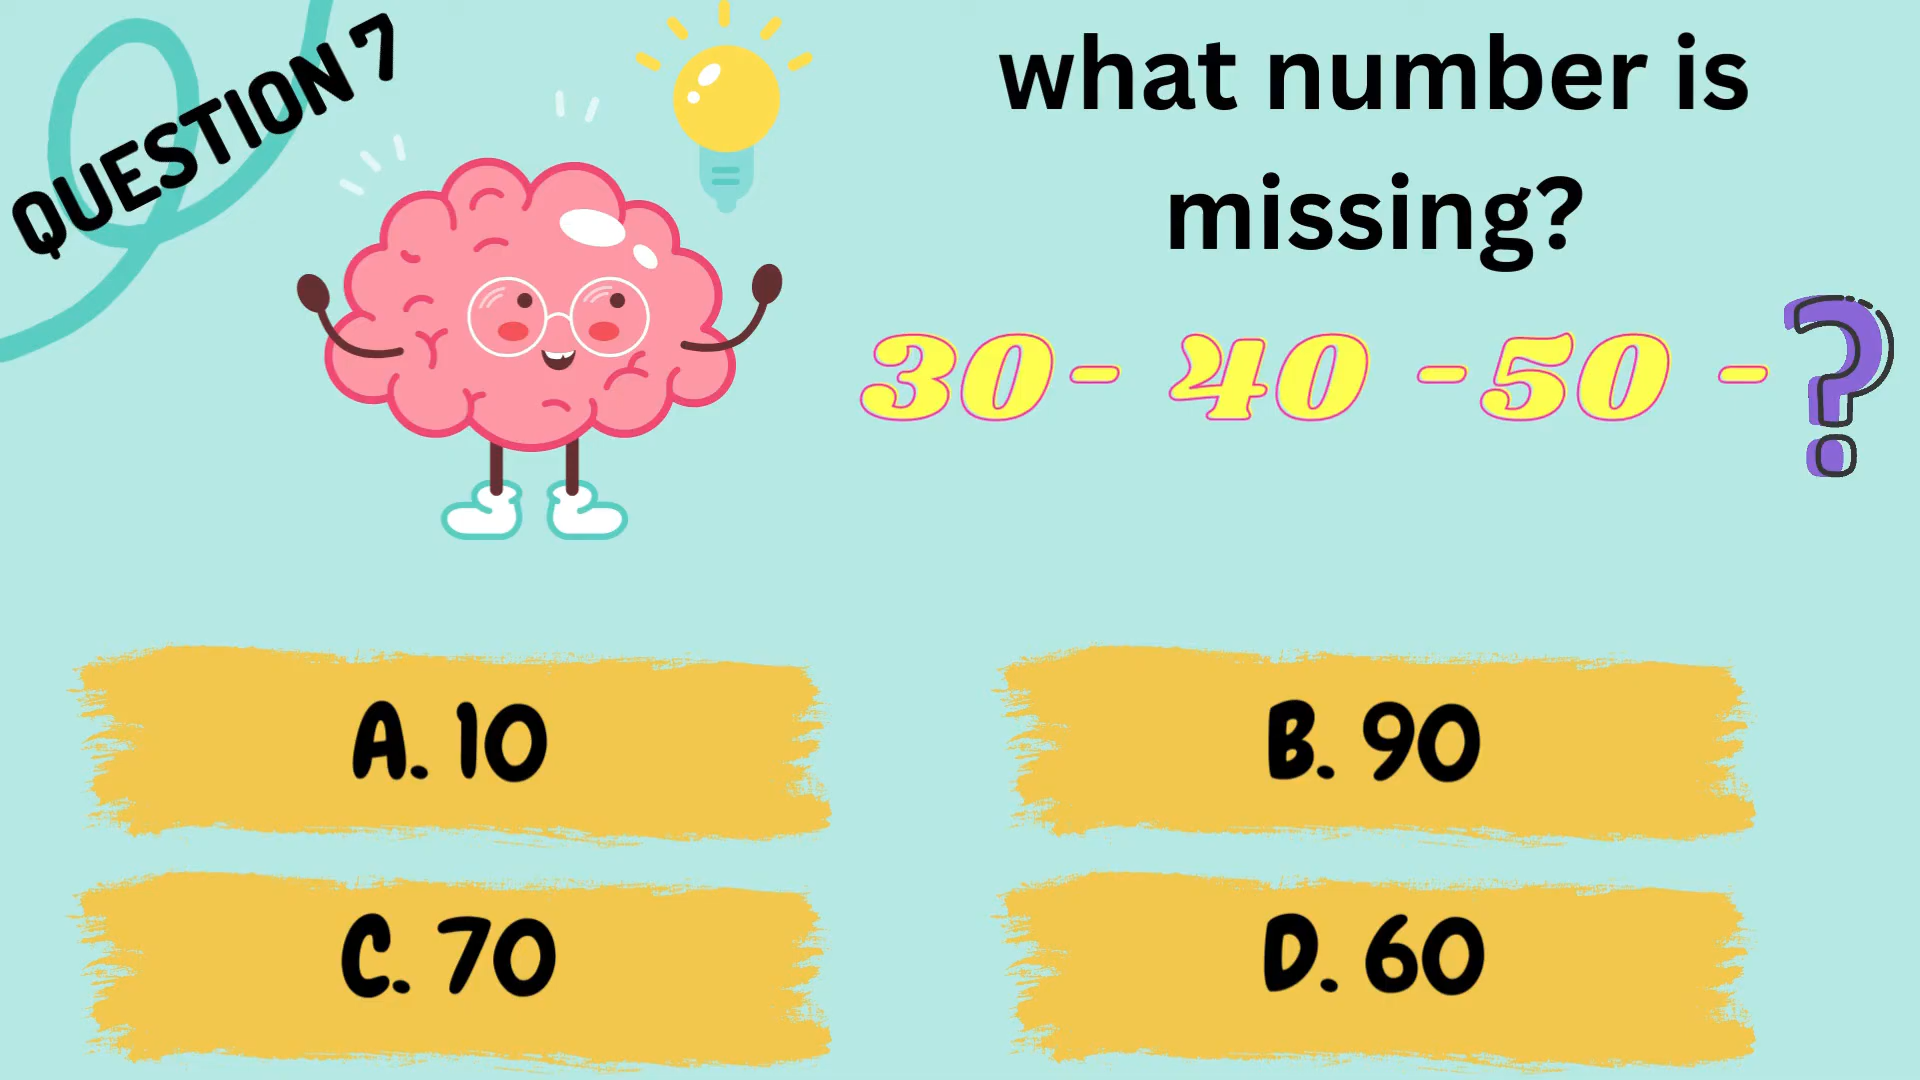 QUESTION 7
what number is
missing?
30- 40 -50 -?
A. 10
B. 90
C. 70
D. 60